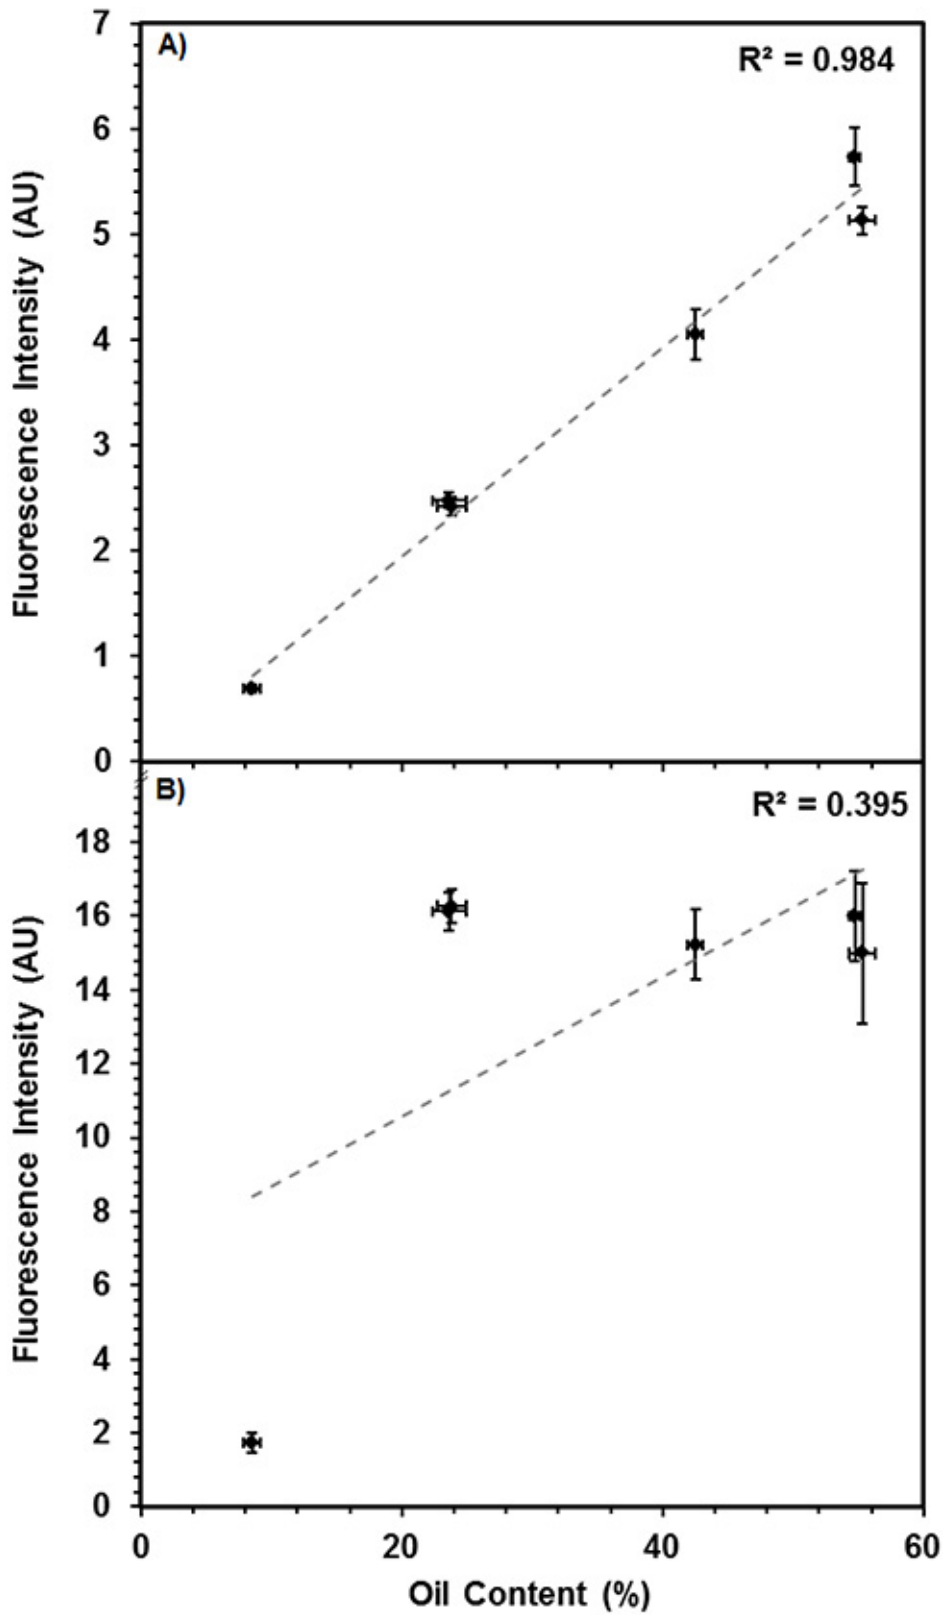 A)
R² = 0.984
7
6
5
4
3
2
1
0
Fluorescence Intensity (AU)
B)
R² = 0.395
18
16
14
12
10
8
6
4
2
0
Fluorescence Intensity (AU)
0 20 40 60
Oil Content (%)